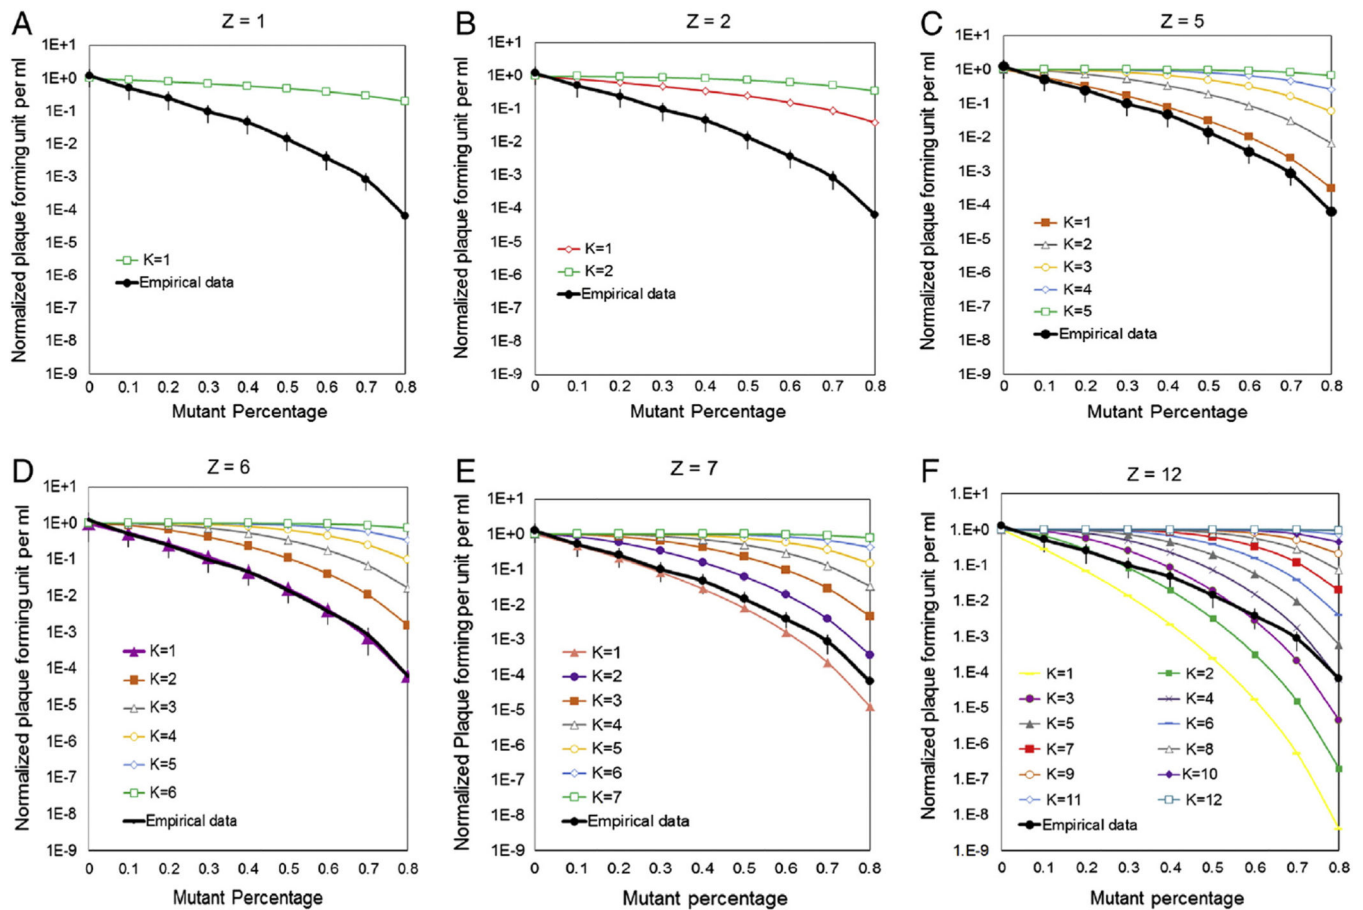 A
Z = 1
Normalized plaque forming unit per ml
1E+1
1E+0
1E-1
1E-2
1E-3
1E-4
1E-5
1E-6
1E-7
1E-8
1E-9
K=1
Empirical data
0 0.1 0.2 0.3 0.4 0.5 0.6 0.7 0.8
Mutant Percentage
B
Z = 2
Normalized plaque forming unit per ml
1E+1
1E+0
1E-1
1E-2
1E-3
1E-4
1E-5
1E-6
1E-7
1E-8
1E-9
K=1
K=2
Empirical data
0 0.1 0.2 0.3 0.4 0.5 0.6 0.7 0.8
Mutant Percentage
C
Z = 5
Normalized plaque forming unit per ml
1E+1
1E+0
1E-1
1E-2
1E-3
1E-4
1E-5
1E-6
1E-7
1E-8
1E-9
K=1
K=2
K=3
K=4
K=5
Empirical data
0 0.1 0.2 0.3 0.4 0.5 0.6 0.7 0.8
Mutant Percentage
D
Z = 6
Normalized plaque forming unit per ml
1E+1
1E+0
1E-1
1E-2
1E-3
1E-4
1E-5
1E-6
1E-7
1E-8
1E-9
K=1
K=2
K=3
K=4
K=5
K=6
Empirical data
0 0.1 0.2 0.3 0.4 0.5 0.6 0.7 0.8
Mutant Percentage
E
Z = 7
Normalized Plaque forming per unit per ml
1E+1
1E+0
1E-1
1E-2
1E-3
1E-4
1E-5
1E-6
1E-7
1E-8
1E-9
K=1
K=2
K=3
K=4
K=5
K=6
K=7
Empirical data
0 0.1 0.2 0.3 0.4 0.5 0.6 0.7 0.8
Mutant Percentage
F
Z = 12
Normalized plaque forming unit per ml
1.E+1
1.E+0
1.E-1
1.E-2
1.E-3
1.E-4
1.E-5
1.E-6
1.E-7
1.E-8
1.E-9
K=1 K=2
K=3 K=4
K=5 K=6
K=7 K=8
K=9 K=10
K=11 K=12
Empirical data
0 0.1 0.2 0.3 0.4 0.5 0.6 0.7 0.8
Mutant percentage